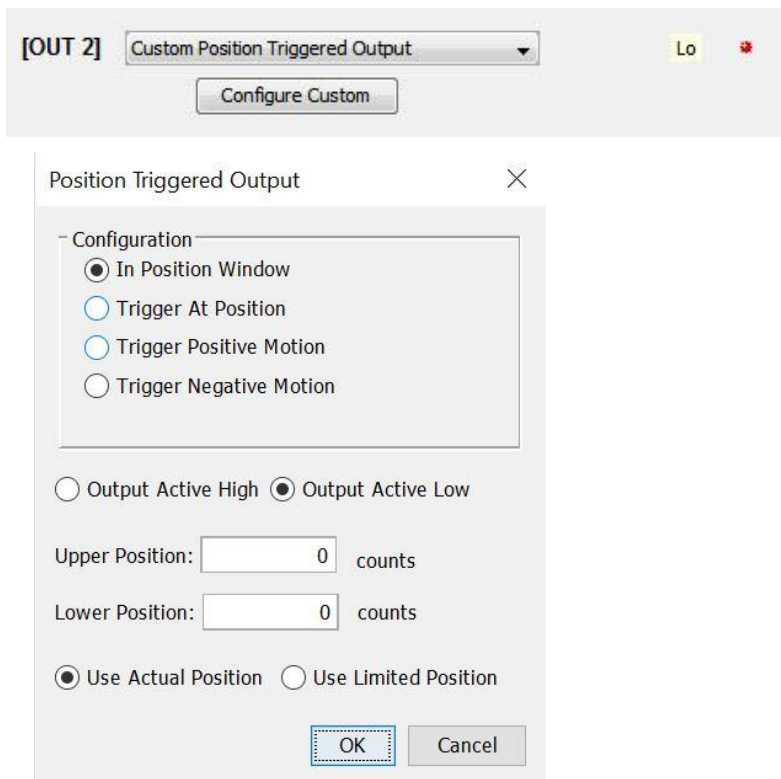 [OUT 2] Custom Position Triggered Output Lo
Configure Custom
Position Triggered Output
Configuration
In Position Window
Trigger At Position
Trigger Positive Motion
Trigger Negative Motion
Output Active High Output Active Low
Upper Position: 0 counts
Lower Position: 0 counts
Use Actual Position Use Limited Position
OK Cancel